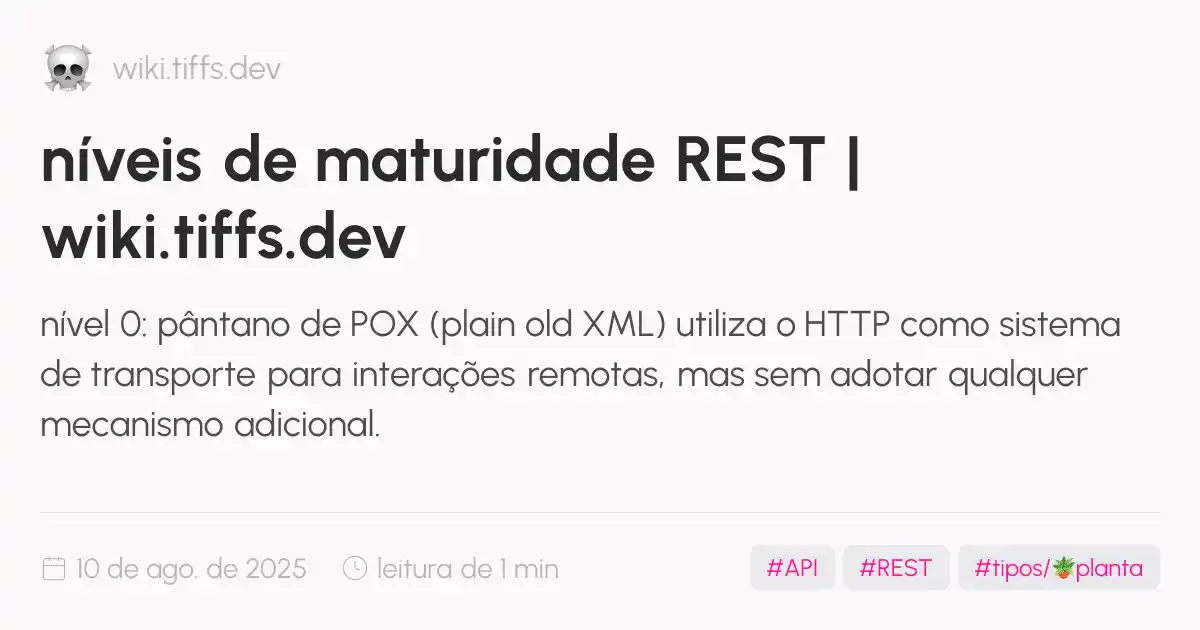 wiki.tiffs.dev
níveis de maturidade REST |
wiki.tiffs.dev
nível 0: pântano de POX (plain old XML) utiliza o HTTP como sistema
de transporte para interações remotas, mas sem adotar qualquer
mecanismo adicional.
10 de ago. de 2025 leitura de 1 min #API #REST #tipos/🪴planta